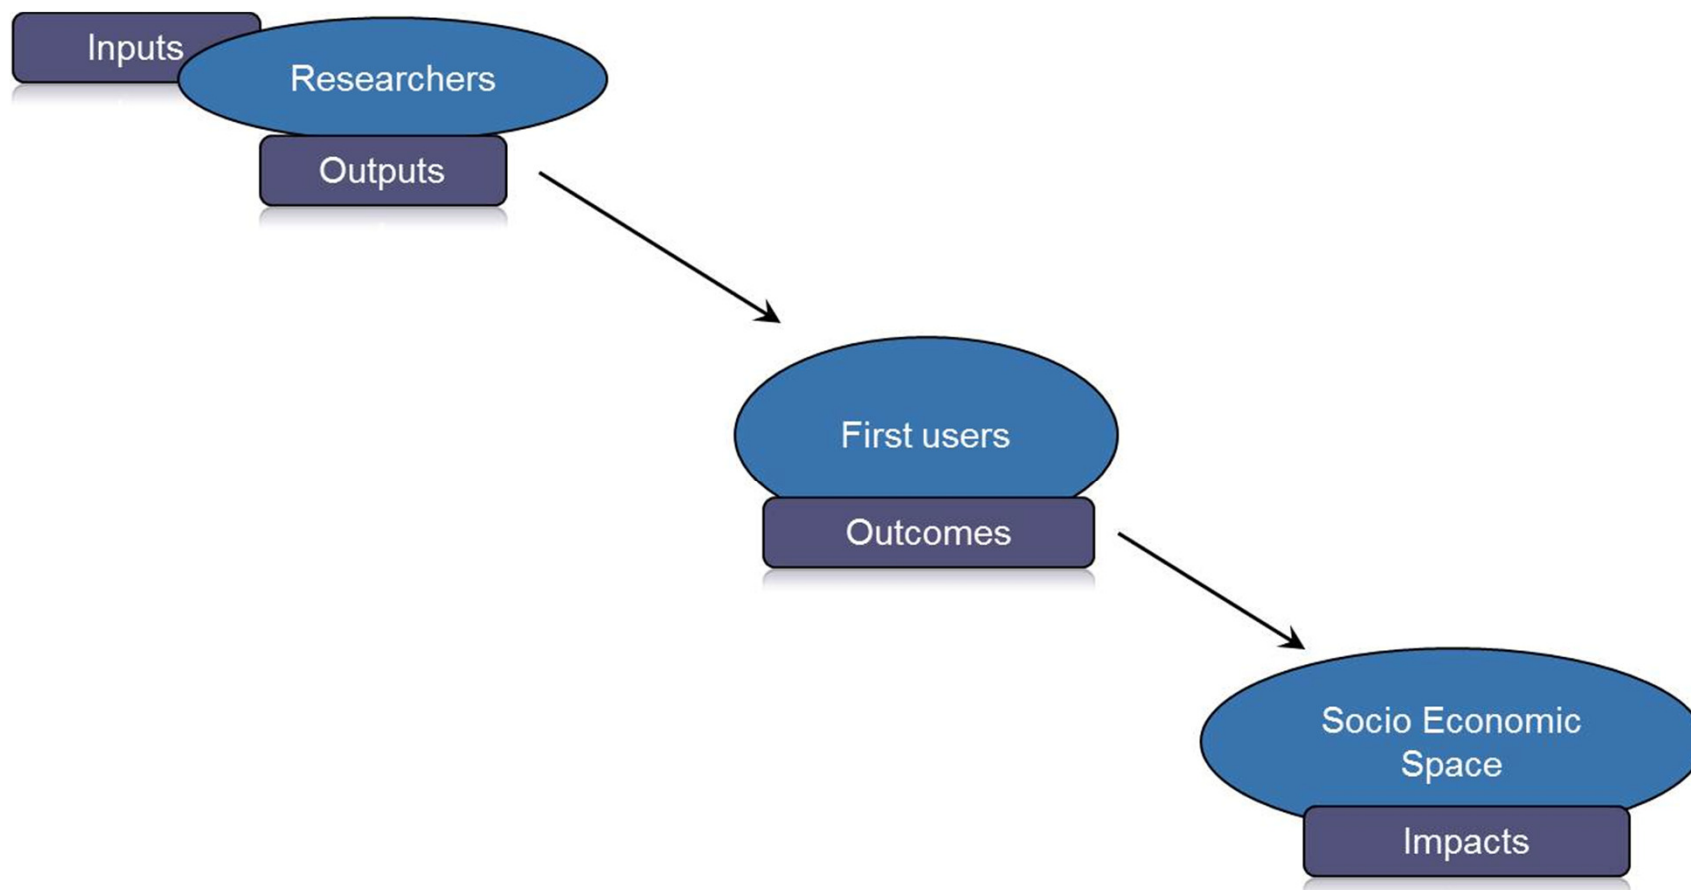 Inputs
Researchers
Outputs
First users
Outcomes
Socio Economic
Space
Impacts